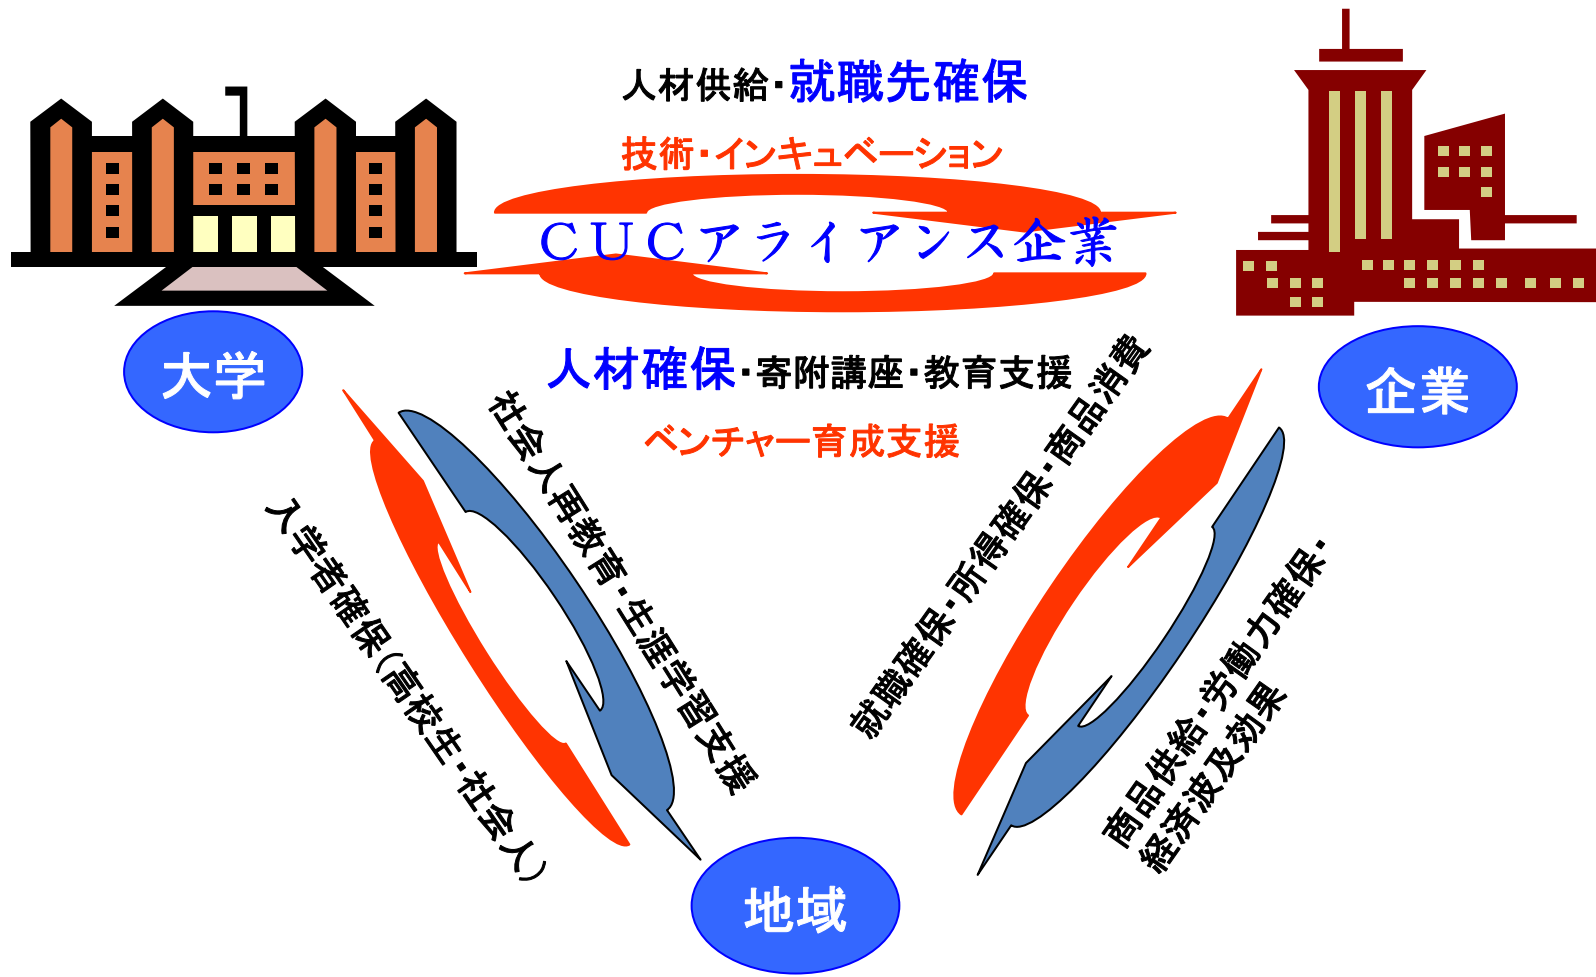 人材供給・就職先確保
技術・インキュベーション
CUCアライアンス企業
人材確保・寄附講座・教育支援
ベンチャー育成支援
大学
企業
社会人再教育・生涯学習支援
入学者確保(高校生・社会人)
就職確保・所得確保・商品消費
商品供給・労働力確保・
経済波及効果
地域